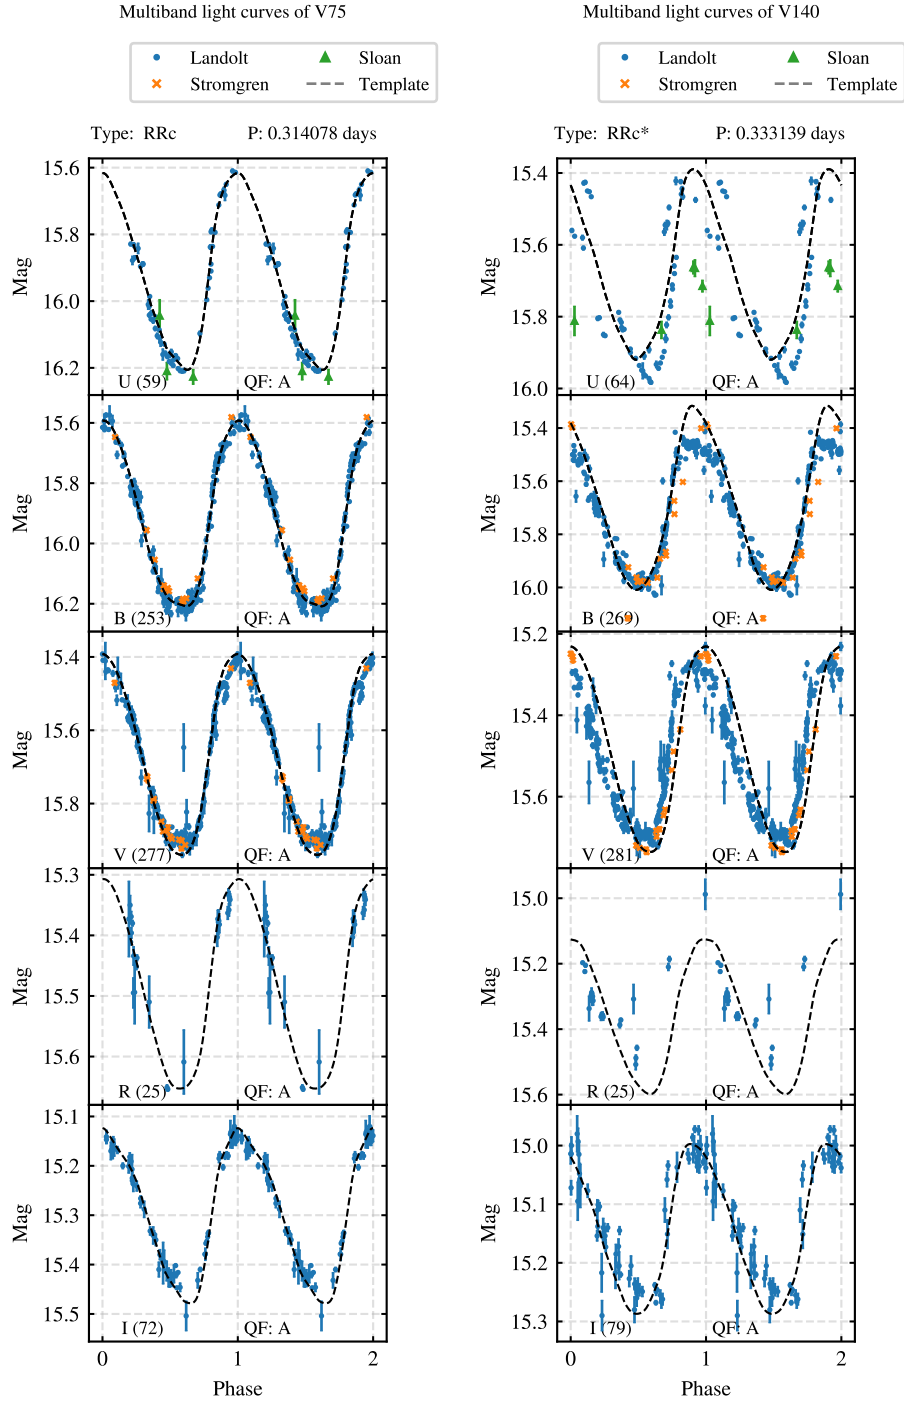 Multiband light curves of V75
Landolt
Stromgren
Sloan
Template
Type: RRc P: 0.314078 days
15.6
15.8
16.0
16.2
Mag
U (59) QF: A
15.6
15.8
16.0
16.2
Mag
B (253) QF: A
15.4
15.6
15.8
Mag
V (277) QF: A
15.3
15.4
15.5
15.6
Mag
R (25) QF: A
15.1
15.2
15.3
15.4
15.5
Mag
I (72) QF: A
0 1 2
Phase
Multiband light curves of V140
Landolt
Stromgren
Sloan
Template
Type: RRc* P: 0.333139 days
15.4
15.6
15.8
16.0
Mag
U (64) QF: A
15.4
15.6
15.8
16.0
Mag
B (269) QF: A
15.2
15.4
15.6
Mag
V (281) QF: A
15.0
15.2
15.4
15.6
Mag
R (25) QF: A
15.0
15.1
15.2
15.3
Mag
I (79) QF: A
0 1 2
Phase